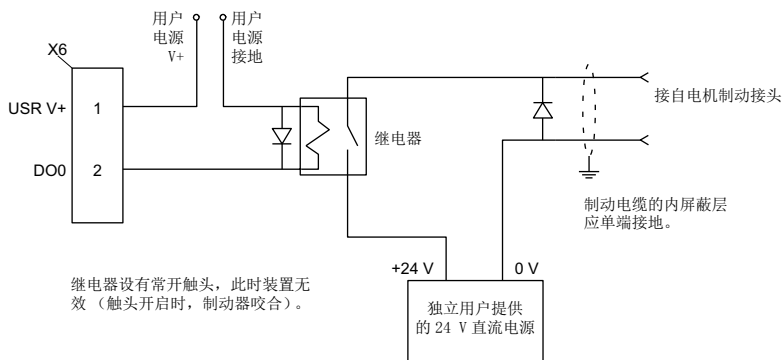 用户
电源
V+
用户
电源
接地
X6
USR V+
1
DO0
2
继电器
接自电机制动接头
制动电缆的内屏蔽层
应单端接地。
继电器设有常开触头，此时装置无
效 （触头开启时，制动器咬合）。
+24 V
0 V
独立用户提供
的 24 V 直流电源